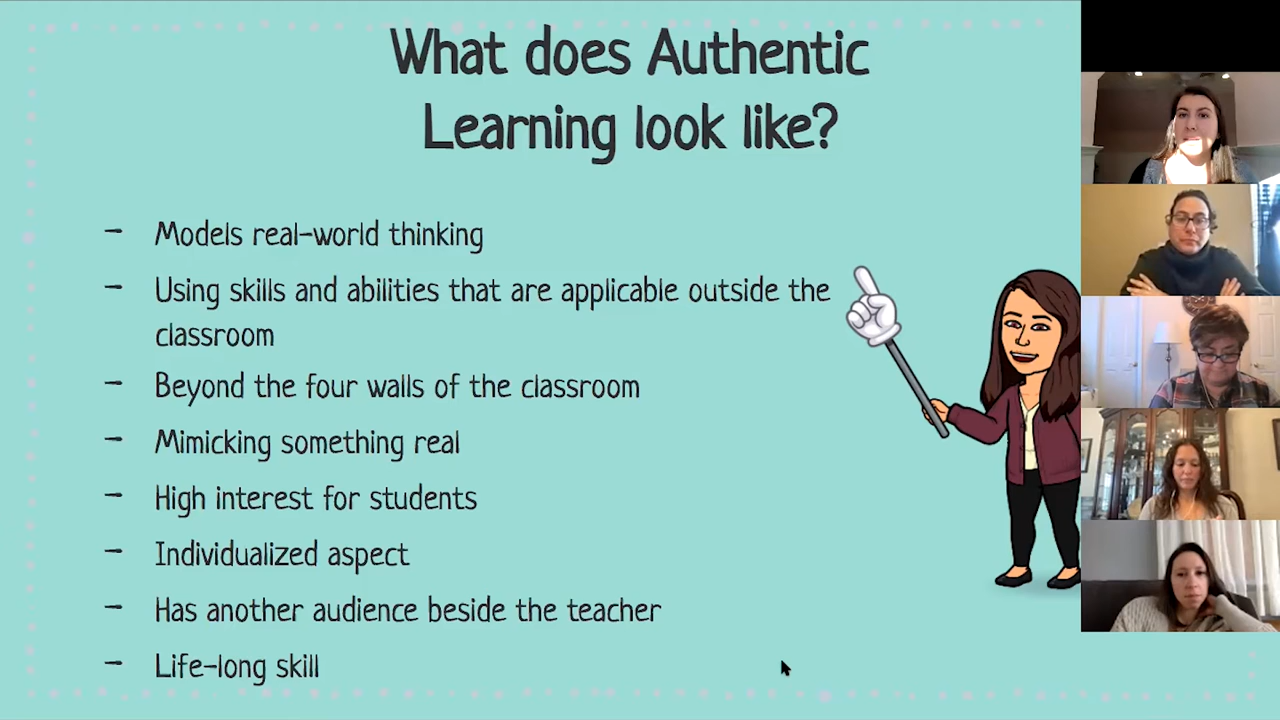 What does Authentic
Learning look like?
- Models real-world thinking
- Using skills and abilities that are applicable outside the
classroom
- Beyond the four walls of the classroom
- Mimicking something real
- High interest for students
- Individualized aspect
- Has another audience beside the teacher
- Life-long skill